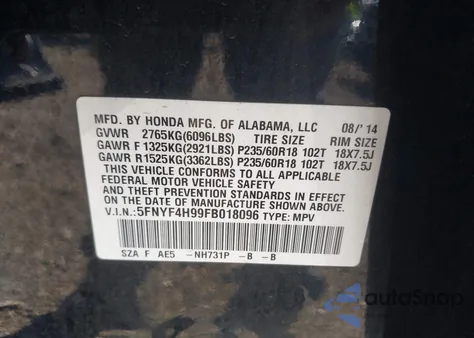 MFD. BY HONDA MFG. OF ALABAMA, LLC 08/'14
GVWR 2765KG(6096LBS) TIRE SIZE RIM SIZE
GAWR F 1325KG(2921LBS) P235/60R18 102T 18X7.5J
GAWR R1525KG(3362LBS) P235/60R18 102T 18X7.5J
THIS VEHICLE CONFORMS TO ALL APPLICABLE
FEDERAL MOTOR VEHICLE SAFETY
AND THEFT PREVENTION STANDARDS IN EFFECT
ON THE DATE OF MANUFACTURE SHOWN ABOVE.
V.I.N.:5FNYF4H99FB018096 TYPE: MPV
SZA F AE5 -NH731P -B -B
autoSnap